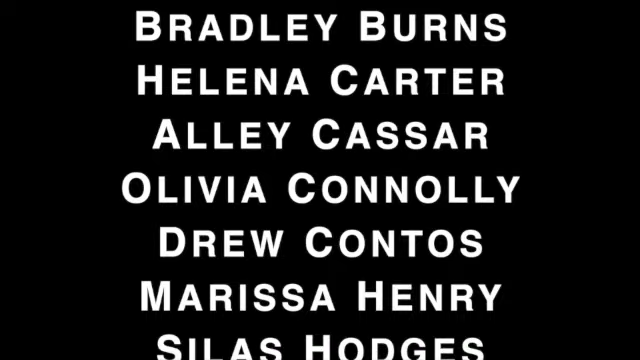 BRADLEY BURNS
HELENA CARTER
ALLEY CASSAR
OLIVIA CONNOLLY
DREW CONTOS
MARISSA HENRY
SILAS HODGES